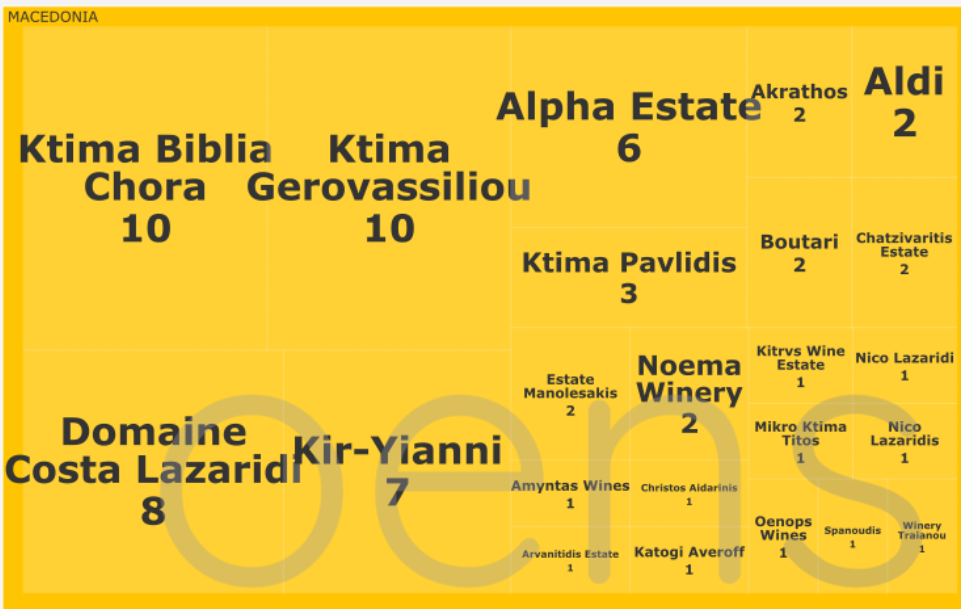 MACEDONIA
Ktima Biblia
Chora
10
Ktima
Gerovassiliou
10
Domaine
Costa Lazaridi
8
Kir-Yianni
7
Alpha Estate
6
Ktima Pavlidis
3
Estate
Manolesakis
2
Noema
Winery
2
Amyntas Wines
1
Christos Aidarinis
1
Arvanitidis Estate
1
Katogi Averoff
1
Akrathos
2
Aldi
2
Boutari
2
Chatzivaritis
Estate
2
Kitrvs Wine
Estate
1
Nico Lazaridi
1
Mikro Ktima
Titos
1
Nico
Lazaridis
1
Oenops
Wines
1
Spanoudis
1
Winery
Traianou
1
oens